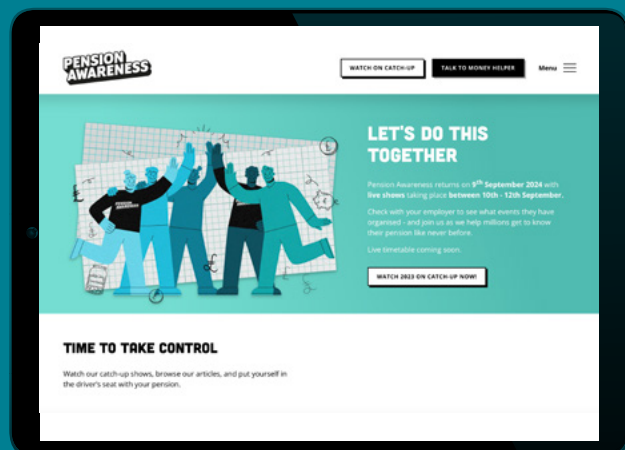 PENSION
AWARENESS
WATCH ON CATCH-UP
TALK TO MONEY HELPER
Menu
LET'S DO THIS
TOGETHER
Pension Awareness returns on 9th September 2024 with
live shows taking place between 10th - 12th September.
Check with your employer to see what events they have
organised - and join us as we help millions get to know
their pension like never before.
Live timetable coming soon.
WATCH 2023 ON CATCH-UP NOW!
PENSION
AWARENESS
TIME TO TAKE CONTROL
Watch our catch-up shows, browse our articles, and put yourself in
the driver's seat with your pension.